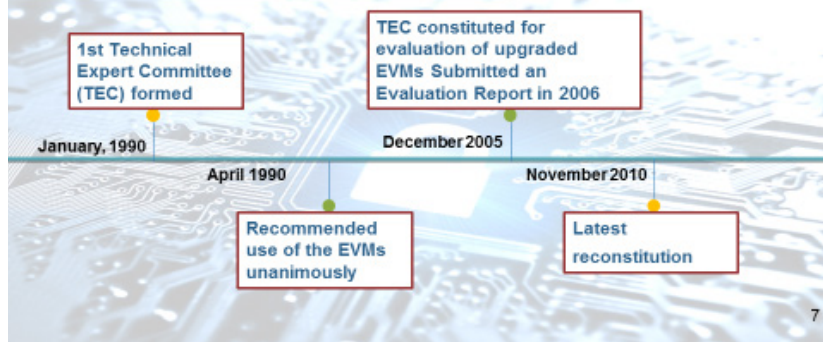 1st Technical
Expert Committee
(TEC) formed
January, 1990
April 1990
Recommended
use of the EVMs
unanimously
TEC constituted for
evaluation of upgraded
EVMs Submitted an
Evaluation Report in 2006
December 2005
November 2010
Latest
reconstitution
7